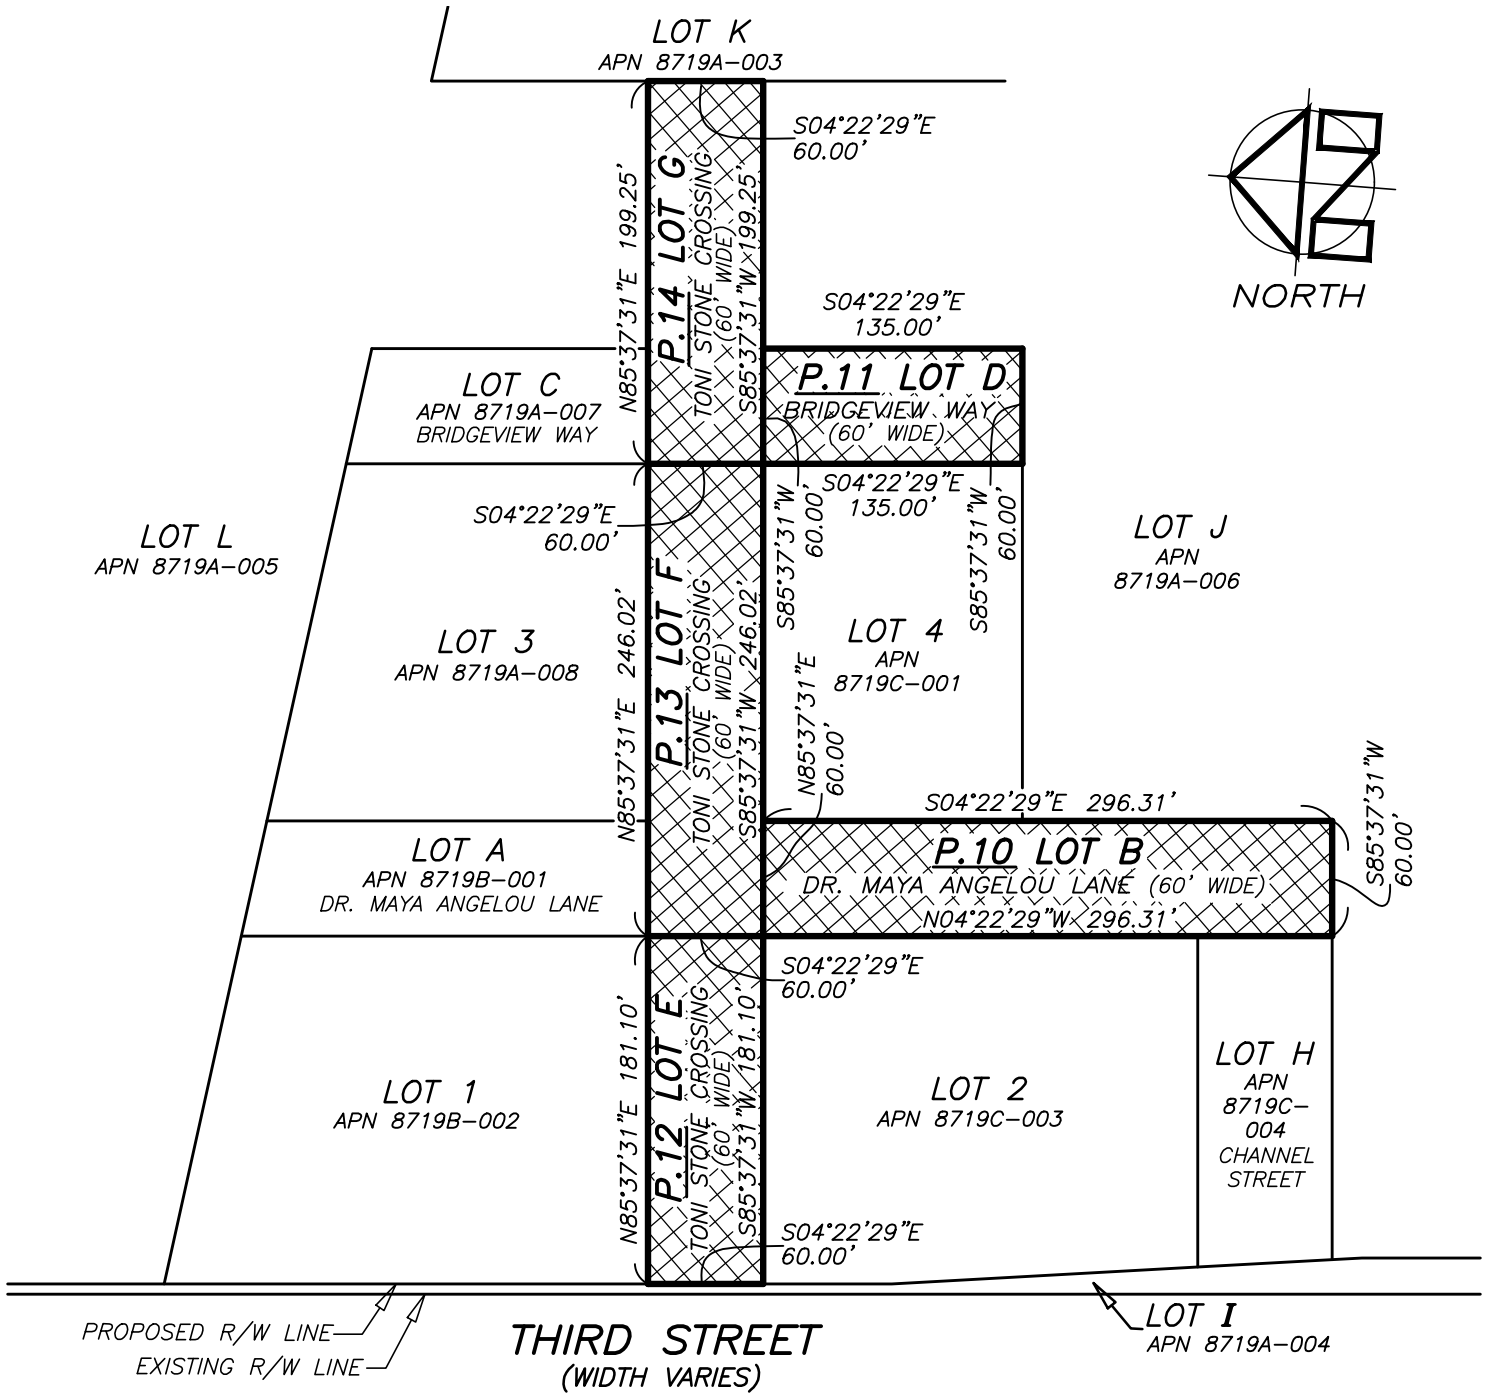 LOT K
APN 8719A-003
S04°22'29"E
60.00'
N85°37'31"E 199.25'
P.14 LOT G
TONI STONE CROSSING
(60' WIDE)
S85°37'31"W 199.25'
NORTH
S04°22'29"E
135.00'
P.11 LOT D
BRIDGEVIEW WAY
(60' WIDE)
LOT C
APN 8719A-007
BRIDGEVIEW WAY
S04°22'29"E
60.00'
S04°22'29"E
135.00'
S85°37'31"W
60.00'
S85°37'31"W
60.00'
LOT L
APN 8719A-005
LOT J
APN
8719A-006
LOT 3
APN 8719A-008
N85°37'31"E 246.02'
P.13 LOT F
TONI STONE CROSSING
(60' WIDE)
S85°37'31"W 246.02'
LOT 4
APN
8719C-001
N85°37'31"E
60.00'
S04°22'29"E 296.31'
S85°37'31"W
60.00'
LOT A
APN 8719B-001
DR. MAYA ANGELOU LANE
P.10 LOT B
DR. MAYA ANGELOU LANE (60' WIDE)
N04°22'29"W 296.31'
S04°22'29"E
60.00'
LOT 1
APN 8719B-002
N85°37'31"E 181.10'
P.12 LOT E
TONI STONE CROSSING
(60' WIDE)
S85°37'31"W 181.10'
LOT 2
APN 8719C-003
LOT H
APN
8719C-
004
CHANNEL
STREET
S04°22'29"E
60.00'
PROPOSED R/W LINE
EXISTING R/W LINE
THIRD STREET
(WIDTH VARIES)
LOT I
APN 8719A-004